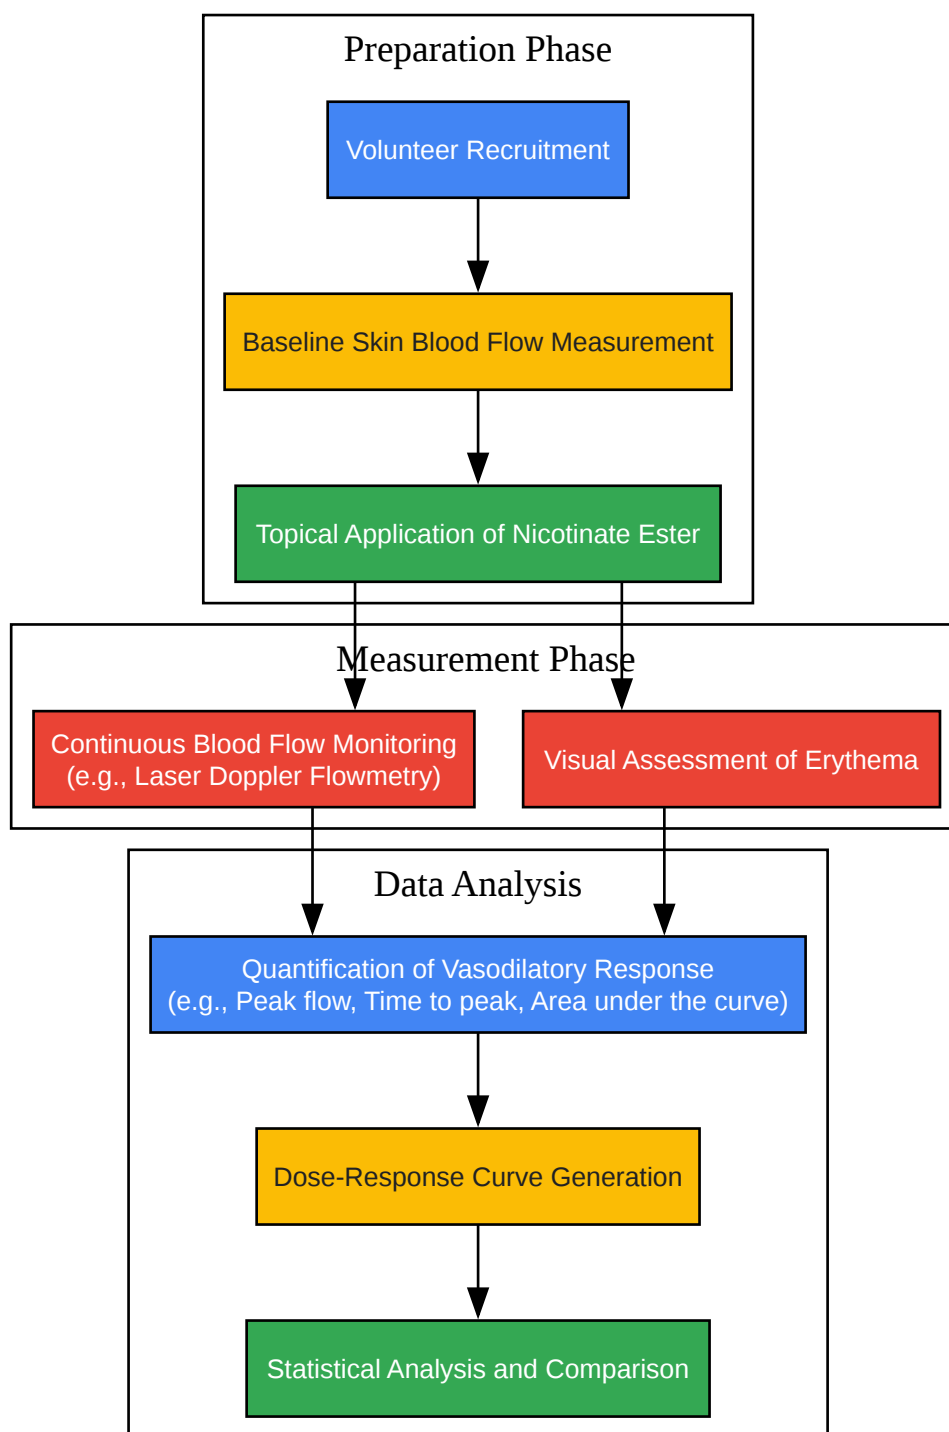 Preparation Phase
Volunteer Recruitment
Baseline Skin Blood Flow Measurement
Topical Application of Nicotinate Ester
Measurement Phase
Continuous Blood Flow Monitoring
(e.g., Laser Doppler Flowmetry)
Visual Assessment of Erythema
Data Analysis
Quantification of Vasodilatory Response
(e.g., Peak flow, Time to peak, Area under the curve)
Dose-Response Curve Generation
Statistical Analysis and Comparison